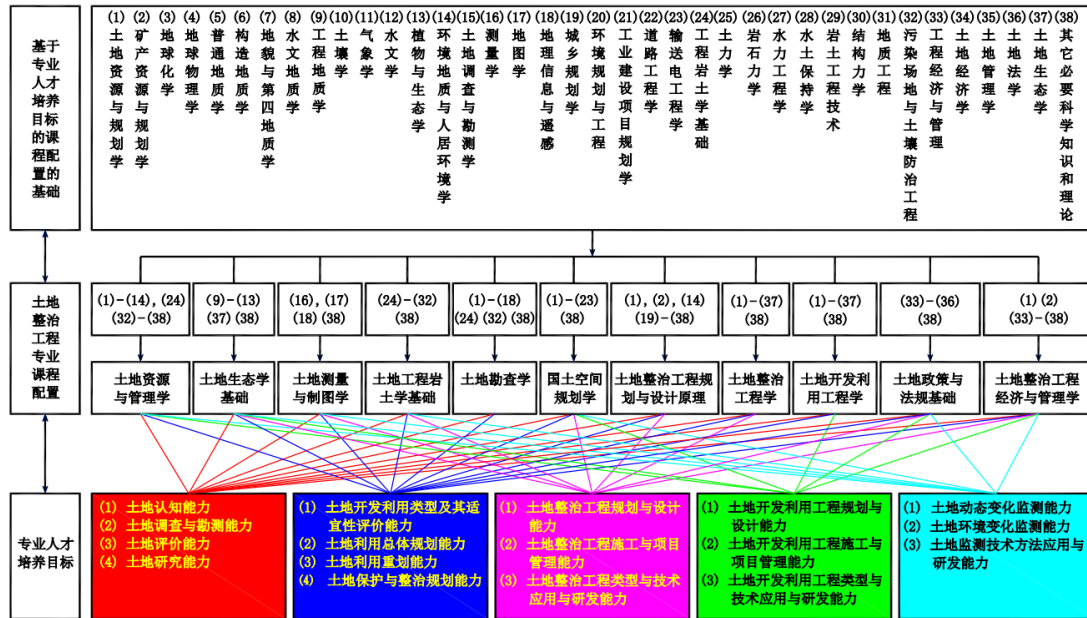 基于
专业人才
培养目标
的课程
配置的
基础
(1)土地资源与规划学
(2)矿产资源与规划学
(3)地球化学
(4)地球物理学
(5)普通地质学
(6)构造地质学
(7)地貌与第四地质学
(8)水文地质学
(9)工程地质学
(10)土壤学
(11)气象学
(12)水文学
(13)植物与生态学
(14)环境地质与人居环境学
(15)土地调查与勘测学
(16)测量学
(17)地图学
(18)地理信息与遥感
(19)城乡规划学
(20)环境规划与工程
(21)工业建设项目规划学
(22)道路工程学
(23)输送电工程学
(24)工程岩土学基础
(25)土力学
(26)岩石力学
(27)水力工程学
(28)水土保持学
(29)岩土工程技术
(30)结构力学
(31)地质工程
(32)污染场地与土壤防治工程
(33)工程经济与管理
(34)土地经济学
(35)土地管理学
(36)土地法学
(37)土地生态学
(38)其它必要科学知识和理论
土地
整治
工程
专业
课程
配置
(1)-(14),(24)
(32)-(38)
(9)-(13)
(37)(38)
(16),(17)
(18)(38)
(24)-(32)
(38)
(1)-(18)
(24)(32)(38)
(1)-(23)
(38)
(1),(2),(14)
(19)-(38)
(1)-(37)
(38)
(1)-(37)
(38)
(33)-(36)
(38)
(1)(2)
(33)-(38)
土地资源
与管理学
土地生态学
基础
土地测量
与制图学
土地工程岩
土学基础
土地勘查学
国土空间
规划学
土地整治工程规
划与设计原理
土地整治
工程学
土地开发利
用工程学
土地政策与
法规基础
土地整治工程
经济与管理学
专业人才
培养目标
(1) 土地认知能力
(2) 土地调查与勘测能力
(3) 土地评价能力
(4) 土地研究能力
(1) 土地开发利用类型及其适
宜性评价能力
(2) 土地利用总体规划能力
(3) 土地利用重划能力
(4) 土地保护与整治规划能力
(1) 土地整治工程规划与设计
能力
(2) 土地整治工程施工与项目
管理能力
(3) 土地整治工程类型与技术
应用与研发能力
(1) 土地开发利用工程规划与
设计能力
(2) 土地开发利用工程施工与
项目管理能力
(3) 土地开发利用工程类型与
技术应用与研发能力
(1) 土地动态变化监测能力
(2) 土地环境变化监测能力
(3) 土地监测技术方法应用与
研发能力